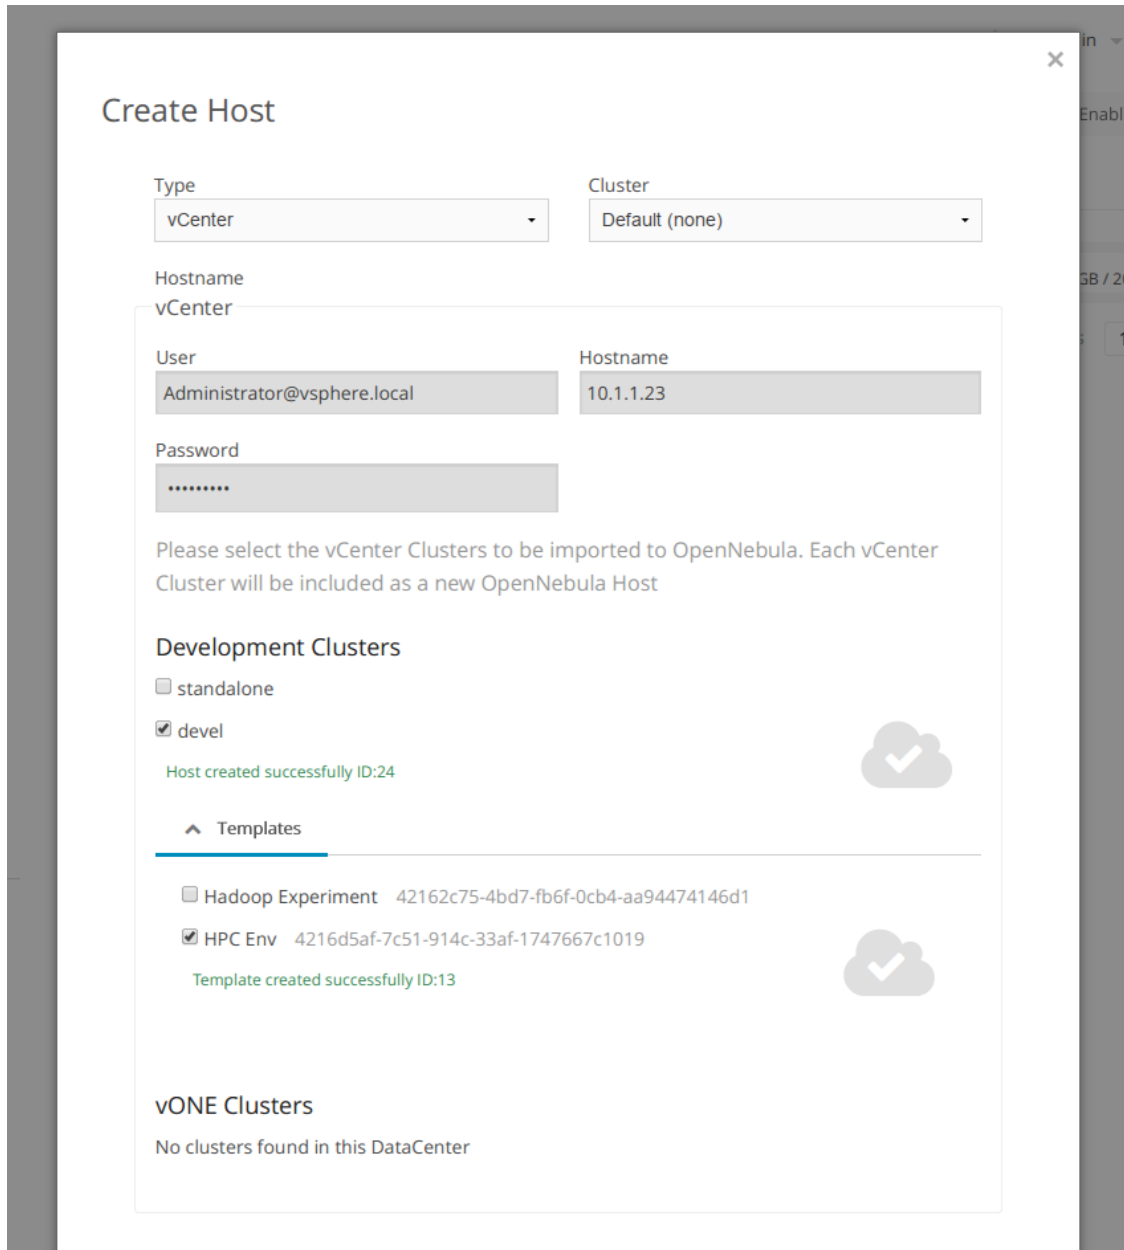 in
×
Create Host
Enabl
Type
Cluster
vCenter
Default (none)
Hostname
GB / 2
vCenter
User
Hostname
Administrator@vsphere.local
10.1.1.23
Password
•••••••••
Please select the vCenter Clusters to be imported to OpenNebula. Each vCenter
Cluster will be included as a new OpenNebula Host
Development Clusters
standalone
devel
Host created successfully ID:24
Templates
Hadoop Experiment 42162c75-4bd7-fb6f-0cb4-aa94474146d1
HPC Env 4216d5af-7c51-914c-33af-1747667c1019
Template created successfully ID:13
vONE Clusters
No clusters found in this DataCenter